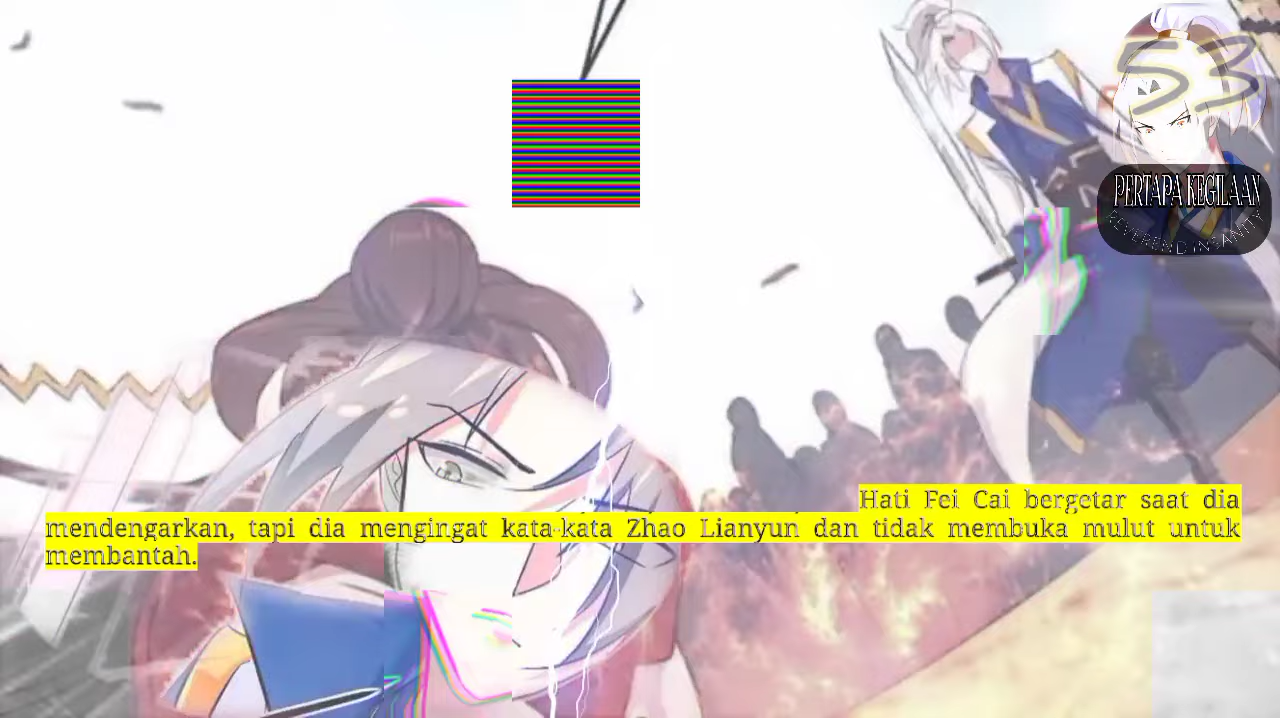 53
PERTAPA KEGILAAN
REVEREND INSANITY
Hati Fei Cai bergetar saat dia
mendengarkan, tapi dia mengingat kata-kata Zhao Lianyun dan tidak membuka mulut untuk
membantah.